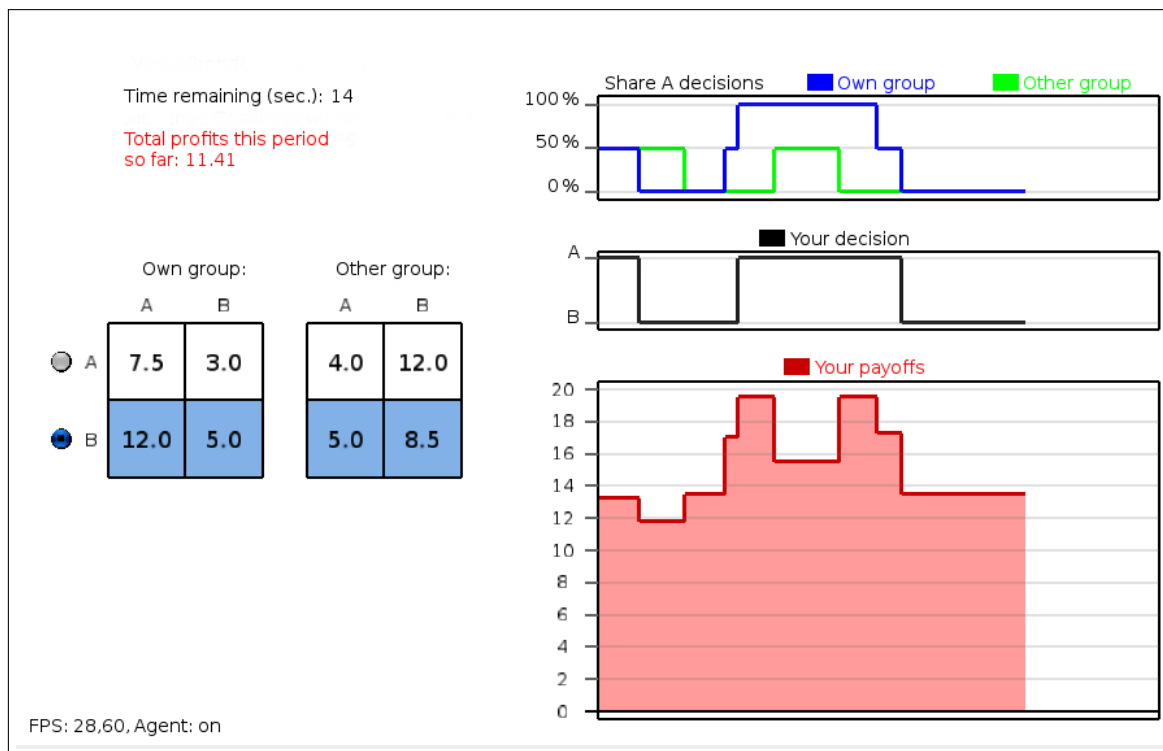 Time remaining (sec.): 14
Total profits this period
so far: 11.41
Own group: Other group:
A B A B
A 7.5 3.0 4.0 12.0
B 12.0 5.0 5.0 8.5
FPS: 28,60, Agent: on
Share A decisions Own group Other group
100 %
50 %
0 %
Your decision
A
B
Your payoffs
20
18
16
14
12
10
8
6
4
2
0